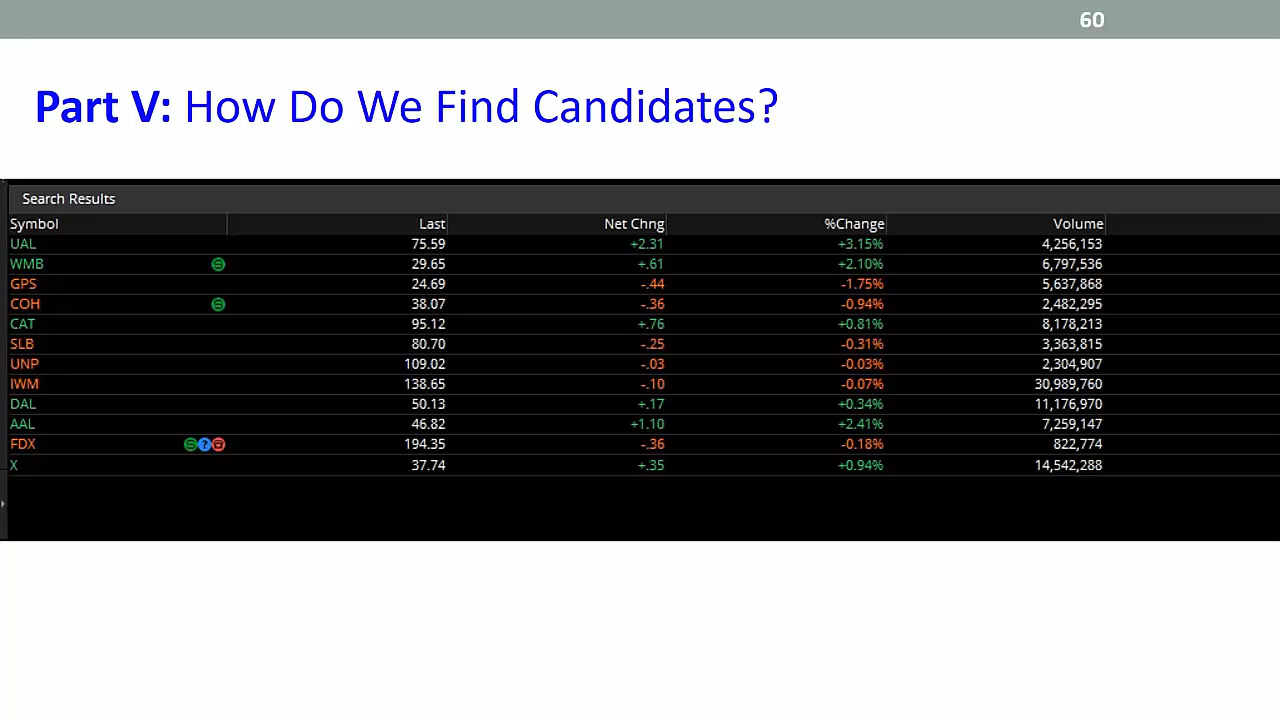 60
Part V: How Do We Find Candidates?
Search Results
Symbol Last Net Chng %Change Volume
UAL 75.59 +2.31 +3.15% 4,256,153
WMB 29.65 +.61 +2.10% 6,797,536
GPS 24.69 -.44 -1.75% 5,637,868
COH 38.07 -.36 -0.94% 2,482,295
CAT 95.12 +.76 +0.81% 8,178,213
SLB 80.70 -.25 -0.31% 3,363,815
UNP 109.02 -.03 -0.03% 2,304,907
IWM 138.65 -.10 -0.07% 30,989,760
DAL 50.13 +.17 +0.34% 11,176,970
AAL 46.82 +1.10 +2.41% 7,259,147
FDX ? 194.35 -.36 -0.18% 822,774
X 37.74 +.35 +0.94% 14,542,288